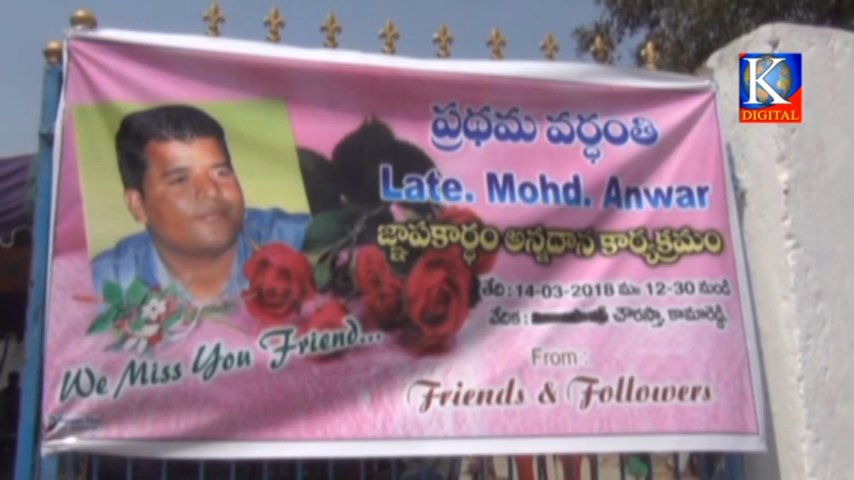 K
DIGITAL
ప్రథమ వర్ధంతి
Late. Mohd. Anwar
జ్ఞాపకార్థం అన్నదాన కార్యక్రమం
తేది:14-03-2018 మ 12-30 నుండి
వేదిక : చౌరస్తా, కామారెడ్డి
We Miss You Friend...
From :
Friends & Followers